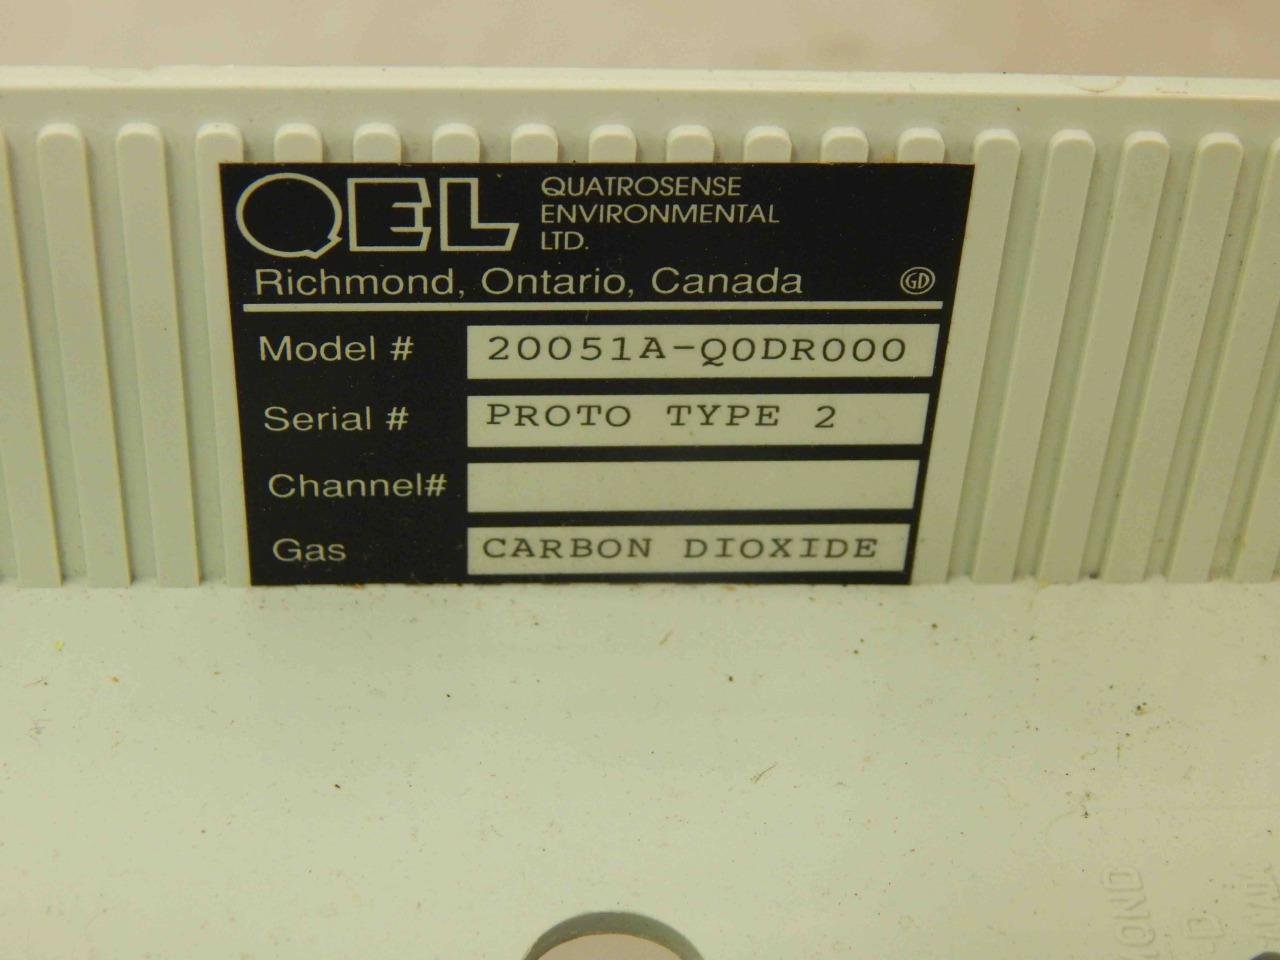 QEL QUATROSENSE
ENVIRONMENTAL
LTD.
Richmond, Ontario, Canada GD
Model # 20051A-Q0DR000
Serial # PROTO TYPE 2
Channel#
Gas CARBON DIOXIDE